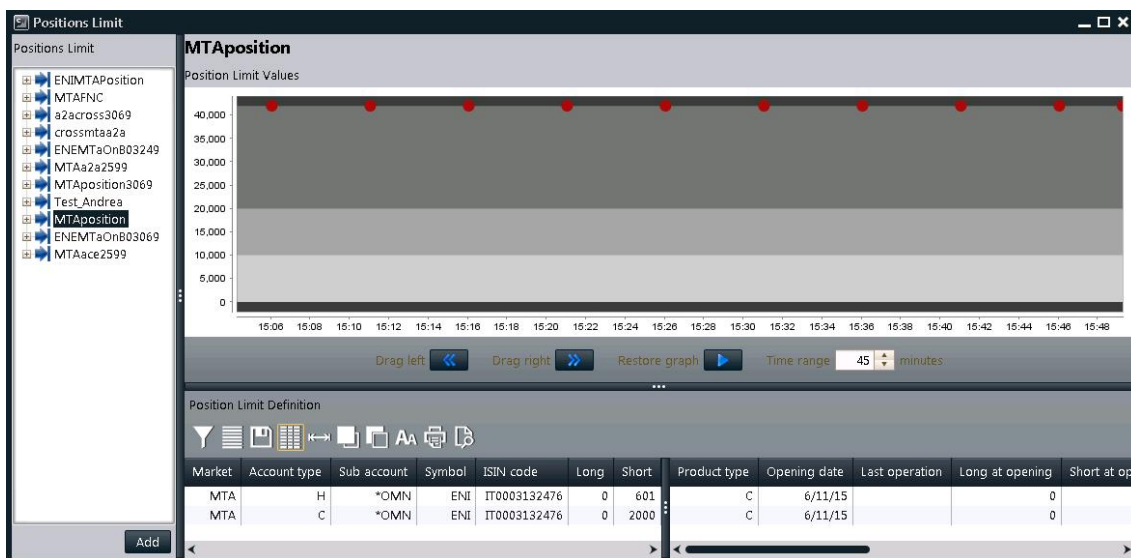 Positions Limit
Positions Limit
ENIMTAPosition
MTAFNC
a2across3069
crossmtaa2a
ENEMTaOnB03249
MTAa2a2599
MTAposition3069
Test_Andrea
MTAposition
ENEMTaOnB03069
MTAace2599
Add
MTAposition
Position Limit Values
40,000
35,000
30,000
25,000
20,000
15,000
10,000
5,000
0
15:06 15:08 15:10 15:12 15:14 15:16 15:18 15:20 15:22 15:24 15:26 15:28 15:30 15:32 15:34 15:36 15:38 15:40 15:42 15:44 15:46 15:48
Drag left Drag right Restore graph Time range 45 minutes
Position Limit Definition
AA
Market Account type Sub account Symbol ISIN code Long Short Product type Opening date Last operation Long at opening Short at op
MTA H *OMN ENI IT0003132476 0 601 C 6/11/15 0
MTA C *OMN ENI IT0003132476 0 2000 C 6/11/15 0